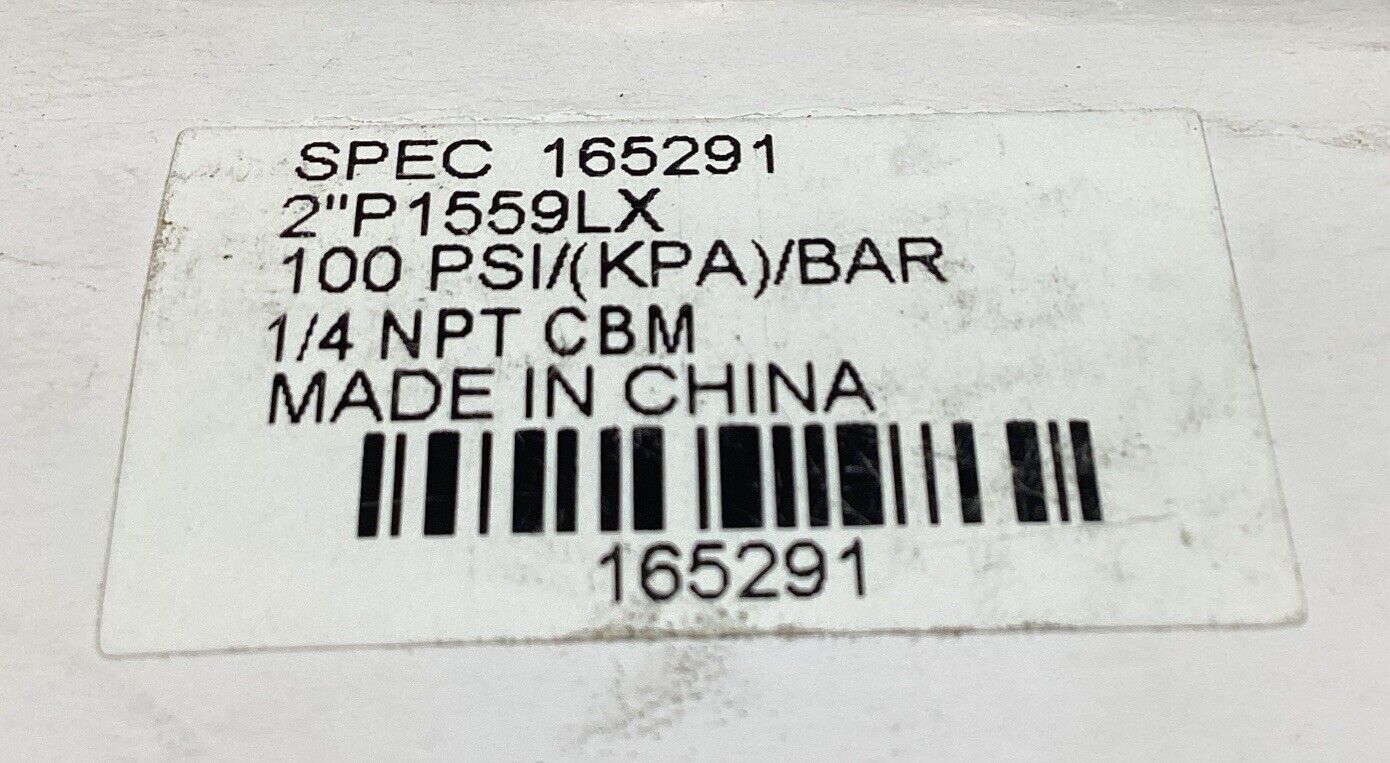 SPEC 165291
2"P1559LX
100 PSI/(KPA)/BAR
1/4 NPT CBM
MADE IN CHINA
165291